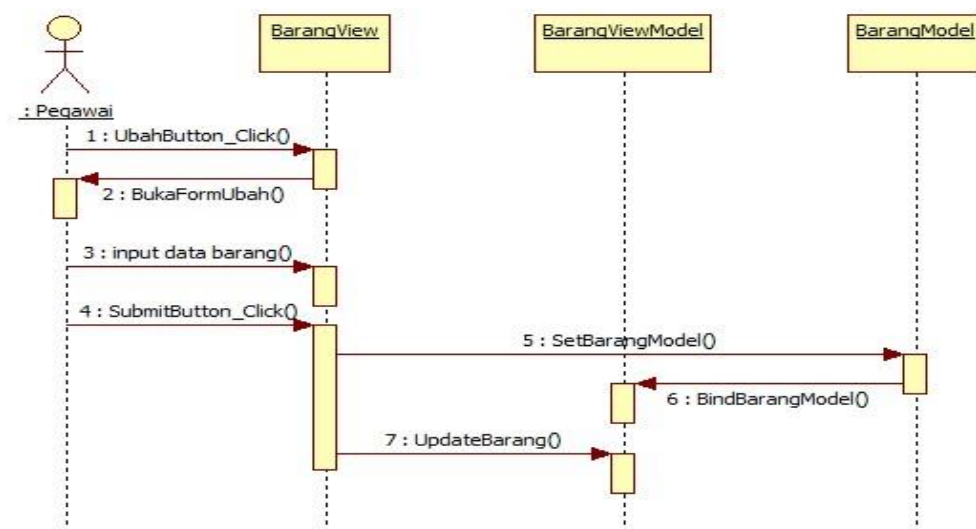 BarangView
BarangViewModel
BarangModel
: Pegawai
1 : UbahButton_Click()
2 : BukaFormUbah()
3 : input data barang()
4 : SubmitButton_Click()
5 : SetBarangModel()
6 : BindBarangModel()
7 : UpdateBarang()